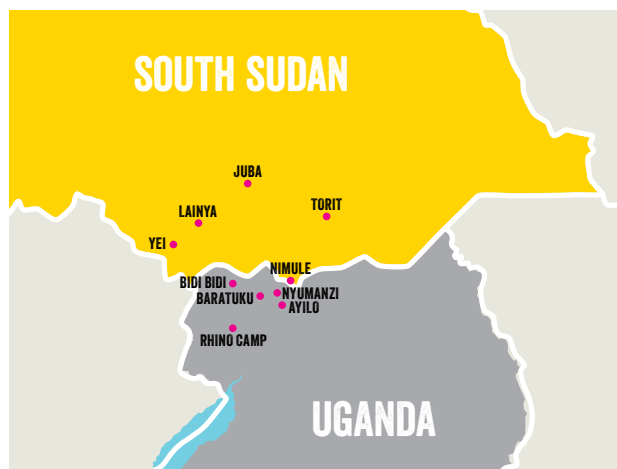 SOUTH SUDAN
JUBA
LAINYA
TORIT
YEI
NIMULE
BIDI BIDI
NYUMANZI
BARATUKU
AYILO
RHINO CAMP
UGANDA